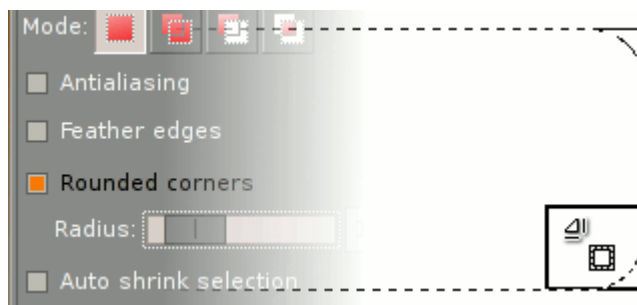 Mode:
Antialiasing
Feather edges
Rounded corners
Radius:
Auto shrink selection